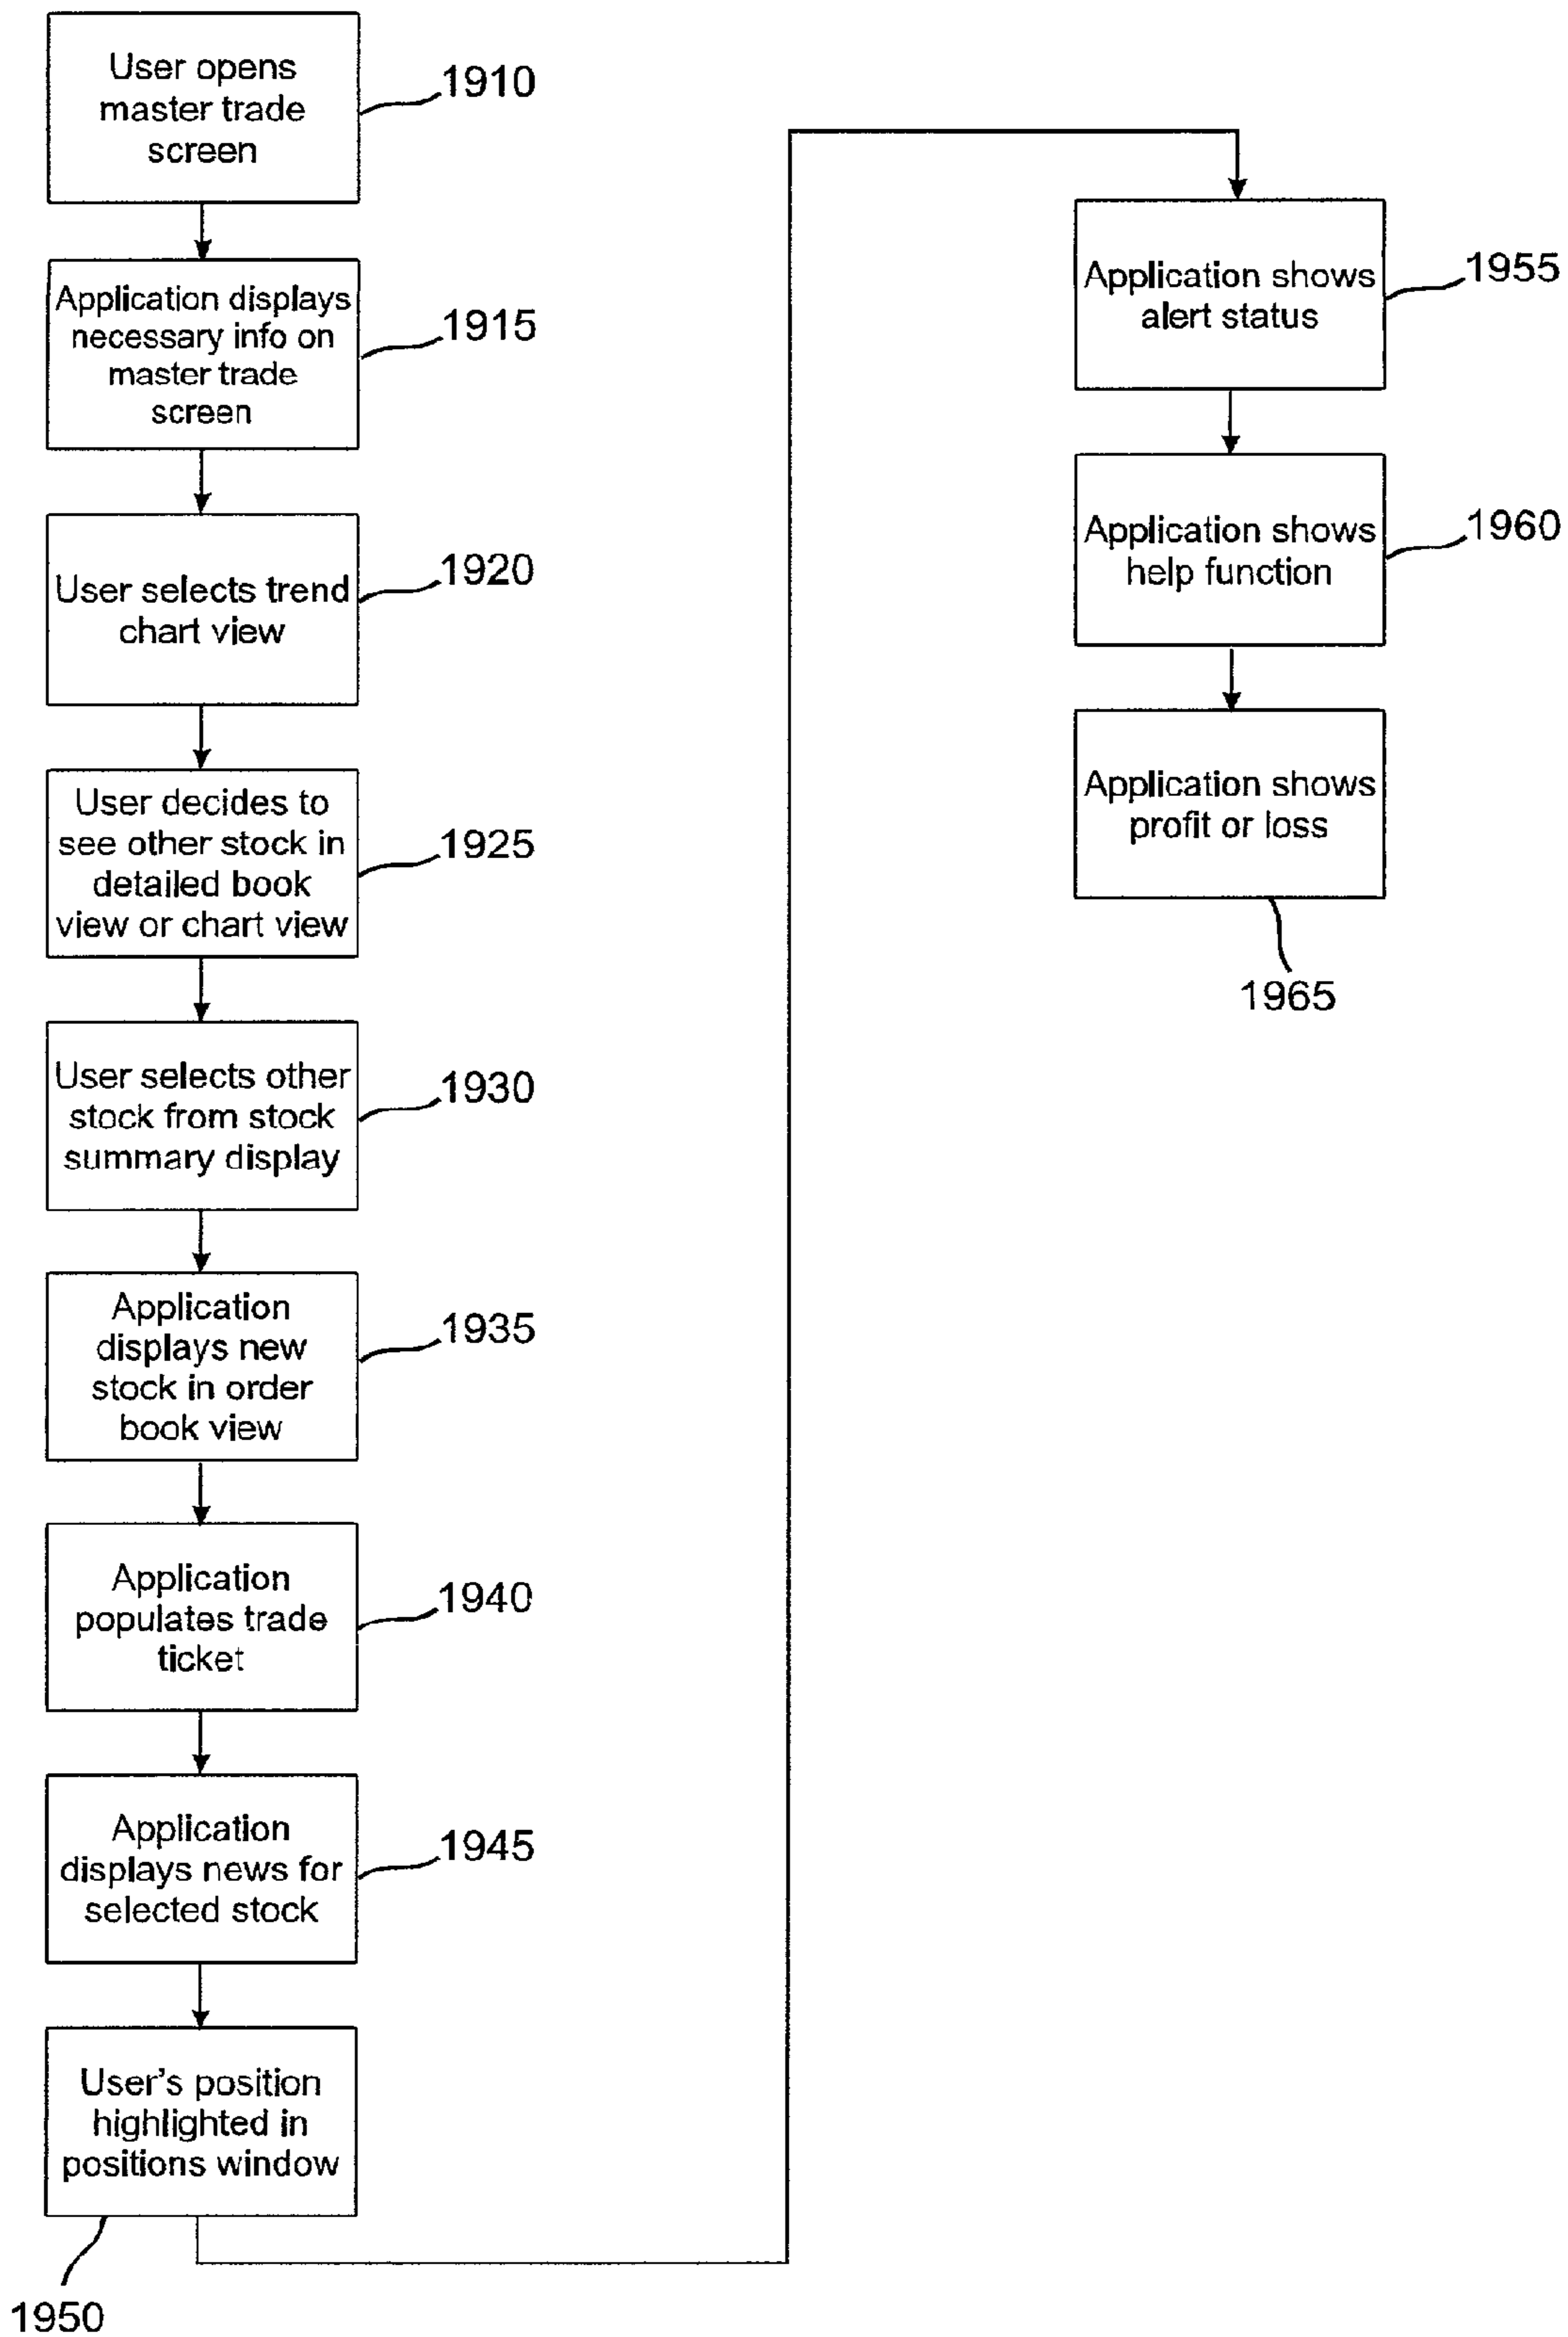 User opens
master trade
screen
1910
Application displays
necessary info on
master trade
screen
1915
User selects trend
chart view
1920
User decides to
see other stock in
detailed book
view or chart view
1925
User selects other
stock from stock
summary display
1930
Application
displays new
stock in order
book view
1935
Application
populates trade
ticket
1940
Application
displays news for
selected stock
1945
User's position
highlighted in
positions window
1950
Application shows
alert status
1955
Application shows
help function
1960
Application shows
profit or loss
1965